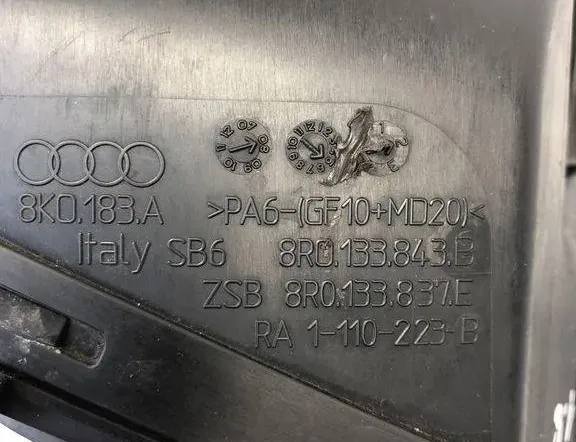 8K0.183.A >PA6-(GF10+MD20)<
Italy SB6 8R0.133.843.B
ZSB 8R0.133.837.E
RA 1-110-223-B